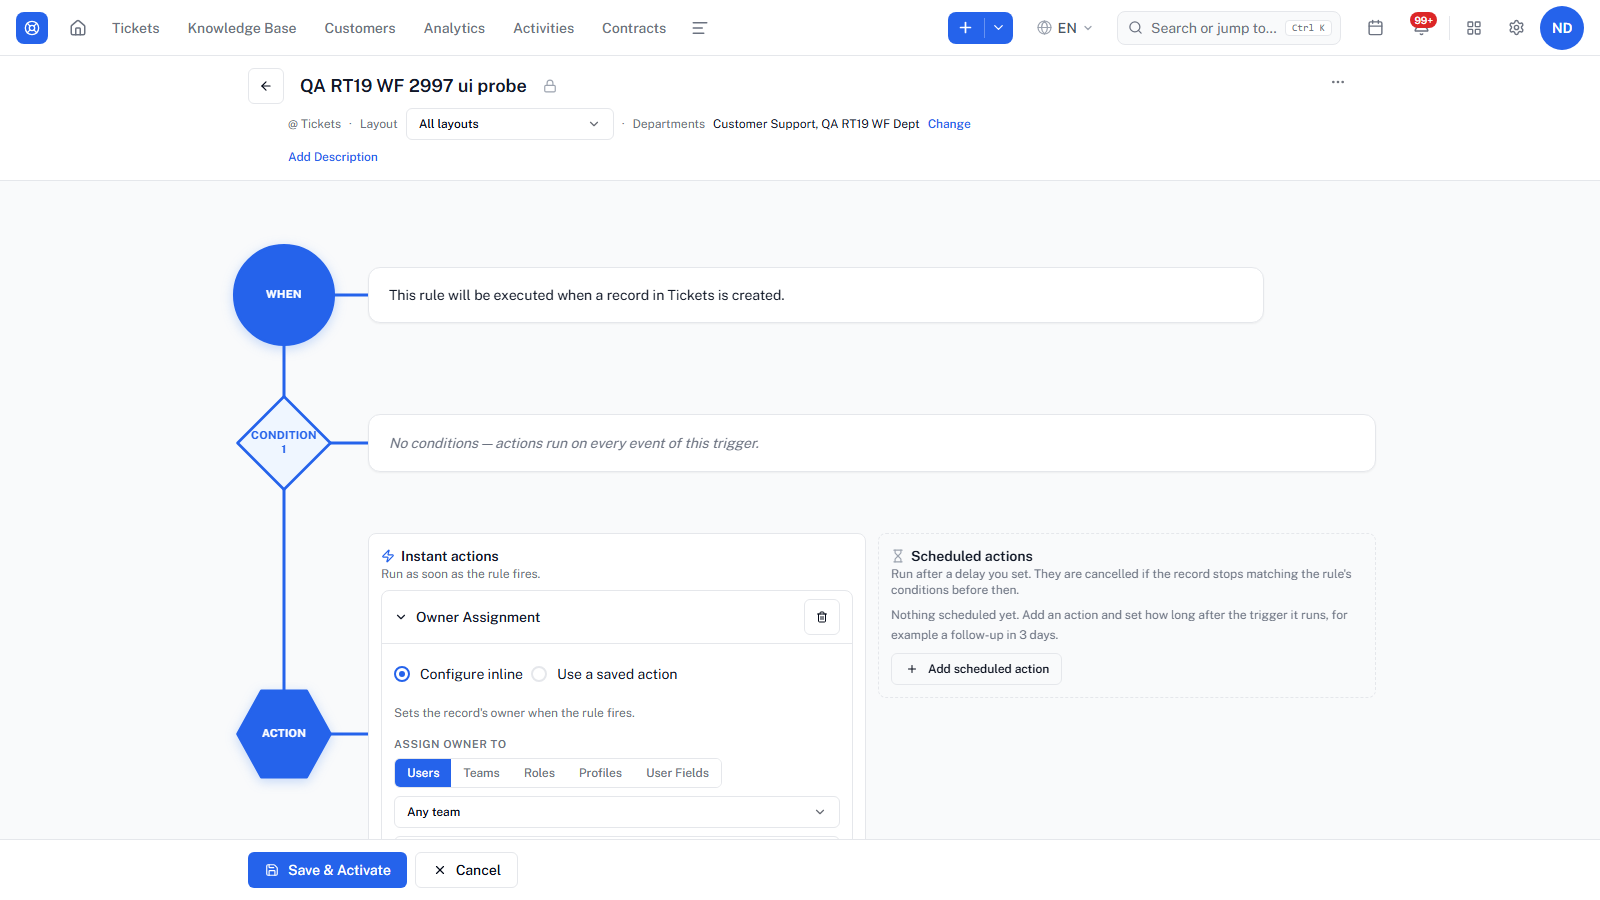 Tickets Knowledge Base Customers Analytics Activities Contracts EN Search or jump to... Ctrl K 99+ ND
QA RT19 WF 2997 ui probe
@ Tickets · Layout All layouts · Departments Customer Support, QA RT19 WF Dept Change
Add Description
WHEN
This rule will be executed when a record in Tickets is created.
CONDITION
1
No conditions — actions run on every event of this trigger.
Instant actions
Run as soon as the rule fires.
Owner Assignment
Configure inline Use a saved action
Sets the record's owner when the rule fires.
ASSIGN OWNER TO
Users Teams Roles Profiles User Fields
Any team
Scheduled actions
Run after a delay you set. They are cancelled if the record stops matching the rule's
conditions before then.
Nothing scheduled yet. Add an action and set how long after the trigger it runs, for
example a follow-up in 3 days.
+ Add scheduled action
ACTION
Save & Activate Cancel